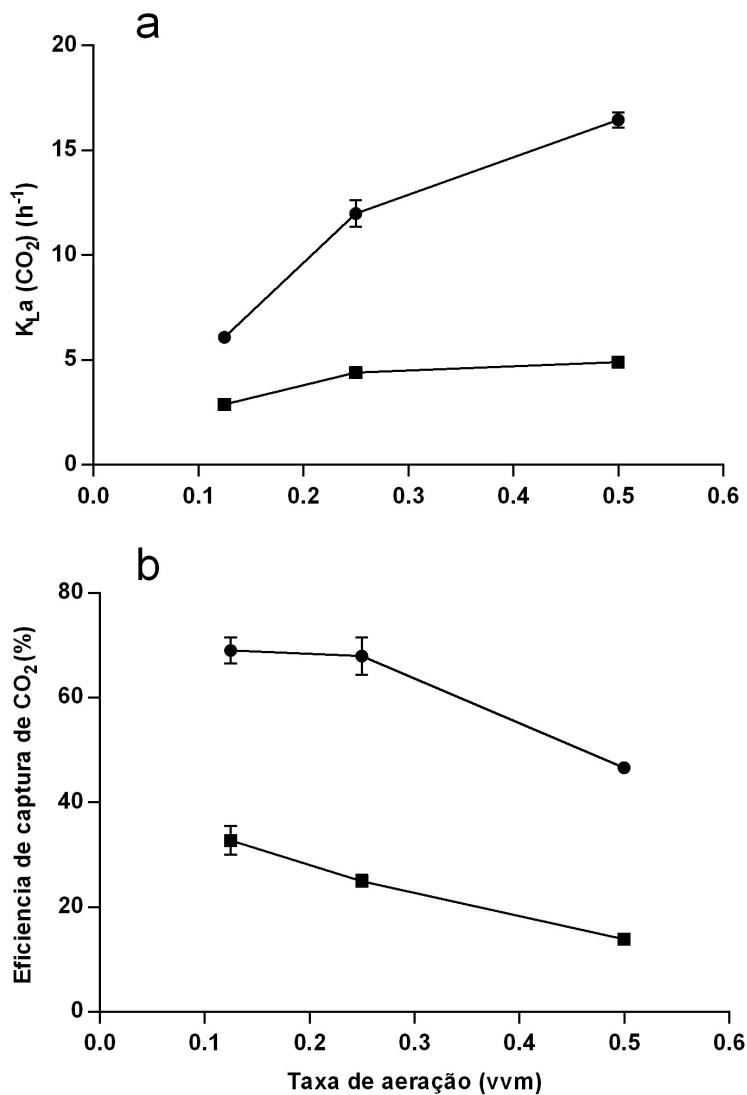 a
20
15
10
5
0
K_La (CO₂) (h⁻¹)
0.0 0.1 0.2 0.3 0.4 0.5 0.6
b
80
60
40
20
0
Eficiencia de captura de CO₂ (%)
0.0 0.1 0.2 0.3 0.4 0.5 0.6
Taxa de aeração (vvm)